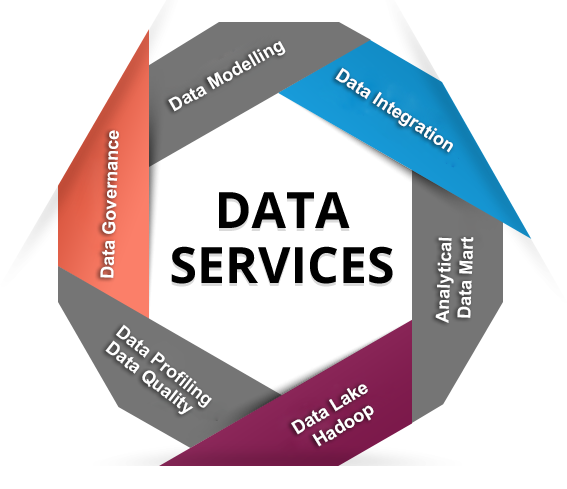 Data Modelling
Data Integration
Data Governance
DATA
SERVICES
Analytical
Data Mart
Data Profiling
Data Quality
Data Lake
Hadoop